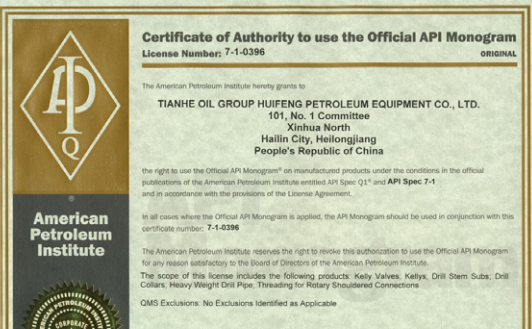 Certificate of Authority to use the Official API Monogram
License Number: 7-1-0396
ORIGINAL
The American Petroleum Institute hereby grants to
TIANHE OIL GROUP HUIFENG PETROLEUM EQUIPMENT CO., LTD.
101, No. 1 Committee
Xinhua North
Hailin City, Heilongjiang
People's Republic of China
the right to use the Official API Monogram® on manufactured products under the conditions in the official
publications of the American Petroleum Institute entitled API Spec Q1® and API Spec 7-1
and in accordance with the provisions of the License Agreement.
In all cases where the Official API Monogram is applied, the API Monogram should be used in conjunction with this
certificate number: 7-1-0396
The American Petroleum Institute reserves the right to revoke this authorization to use the Official API Monogram
for any reason satisfactory to the Board of Directors of the American Petroleum Institute.
The scope of this license includes the following products: Kelly Valves; Kellys; Drill Stem Subs; Drill
Collars; Heavy Weight Drill Pipe; Threading for Rotary Shouldered Connections
QMS Exclusions: No Exclusions Identified as Applicable
API
Q
®
American
Petroleum
Institute
AMERICAN PETROLEUM INSTITUTE
CORPORATE